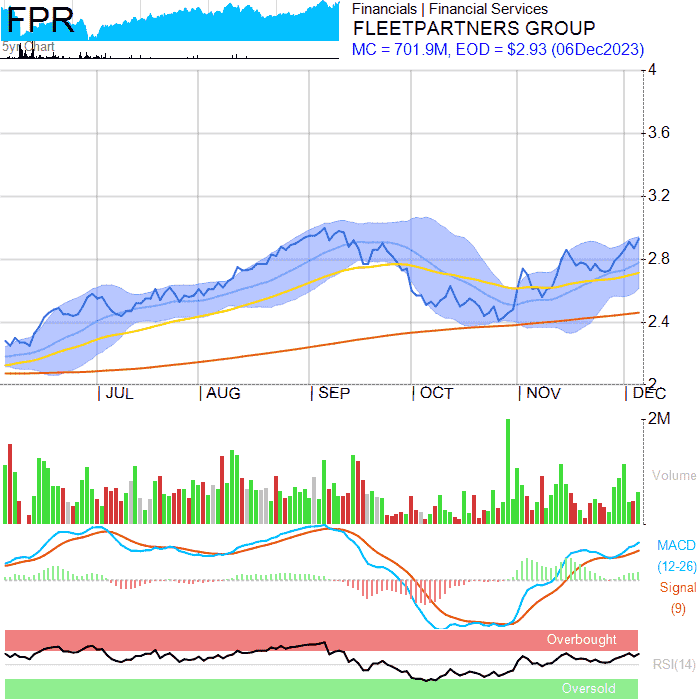 FPR
5yr Chart
Financials | Financial Services
FLEETPARTNERS GROUP
MC = 701.9M, EOD = $2.93 (06Dec2023)
4
3.6
3.2
2.8
2.4
2
JUL
AUG
SEP
OCT
NOV
DEC
2M
Volume
MACD
(12-26)
Signal
(9)
Overbought
RSI(14)
Oversold